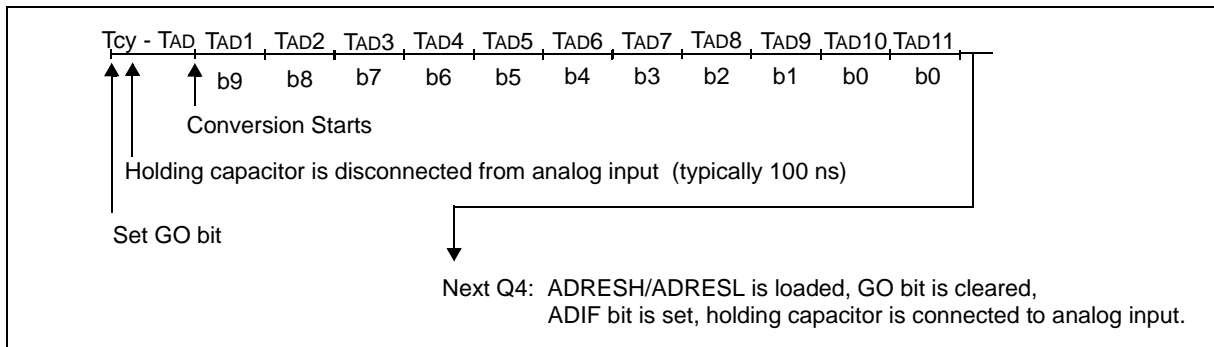 Tcy - TAD TAD1 TAD2 TAD3 TAD4 TAD5 TAD6 TAD7 TAD8 TAD9 TAD10 TAD11
b9 b8 b7 b6 b5 b4 b3 b2 b1 b0 b0
Conversion Starts
Holding capacitor is disconnected from analog input (typically 100 ns)
Set GO bit
Next Q4: ADRESH/ADRESL is loaded, GO bit is cleared,
ADIF bit is set, holding capacitor is connected to analog input.